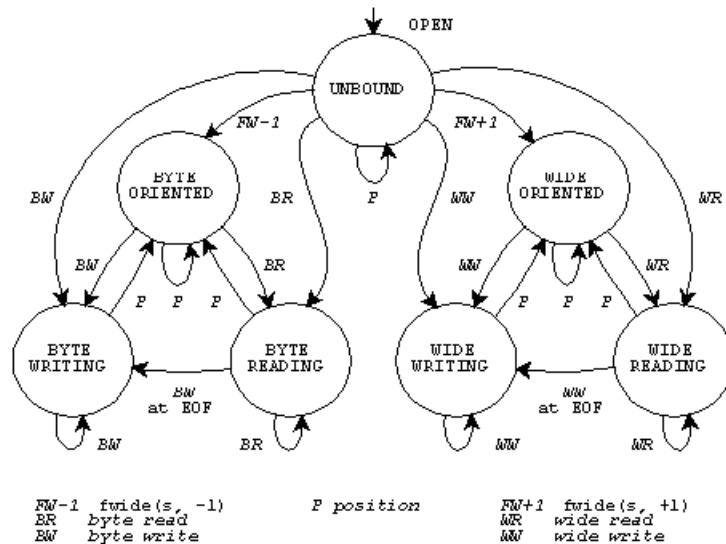 OPEN
UNBOUND
FW-1
FW+1
BYTE
ORIENTED
WIDE
ORIENTED
BW
BR
P
WW
WR
BW
BR
WW
WR
P
P
P
P
P
P
BYTE
WRITING
BYTE
READING
WIDE
WRITING
WIDE
READING
BW
at EOF
WW
at EOF
BW
BR
WW
WR
FW-1 fwide(s, -1)
BR byte read
BW byte write
P position
FW+1 fwide(s, +1)
WR wide read
WW wide write